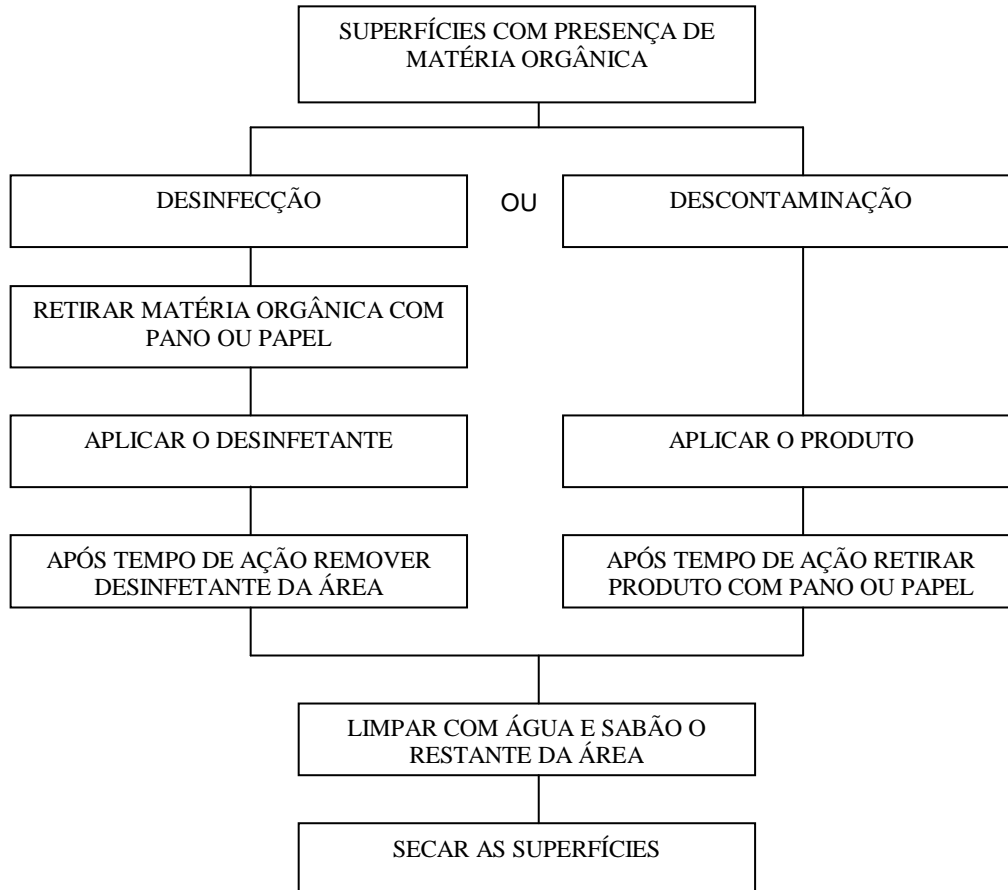 SUPERFÍCIES COM PRESENÇA DE
MATÉRIA ORGÂNICA
DESINFECÇÃO
OU
DESCONTAMINAÇÃO
RETIRAR MATÉRIA ORGÂNICA COM
PANO OU PAPEL
APLICAR O DESINFETANTE
APLICAR O PRODUTO
APÓS TEMPO DE AÇÃO REMOVER
DESINFETANTE DA ÁREA
APÓS TEMPO DE AÇÃO RETIRAR
PRODUTO COM PANO OU PAPEL
LIMPAR COM ÁGUA E SABÃO O
RESTANTE DA ÁREA
SECAR AS SUPERFÍCIES